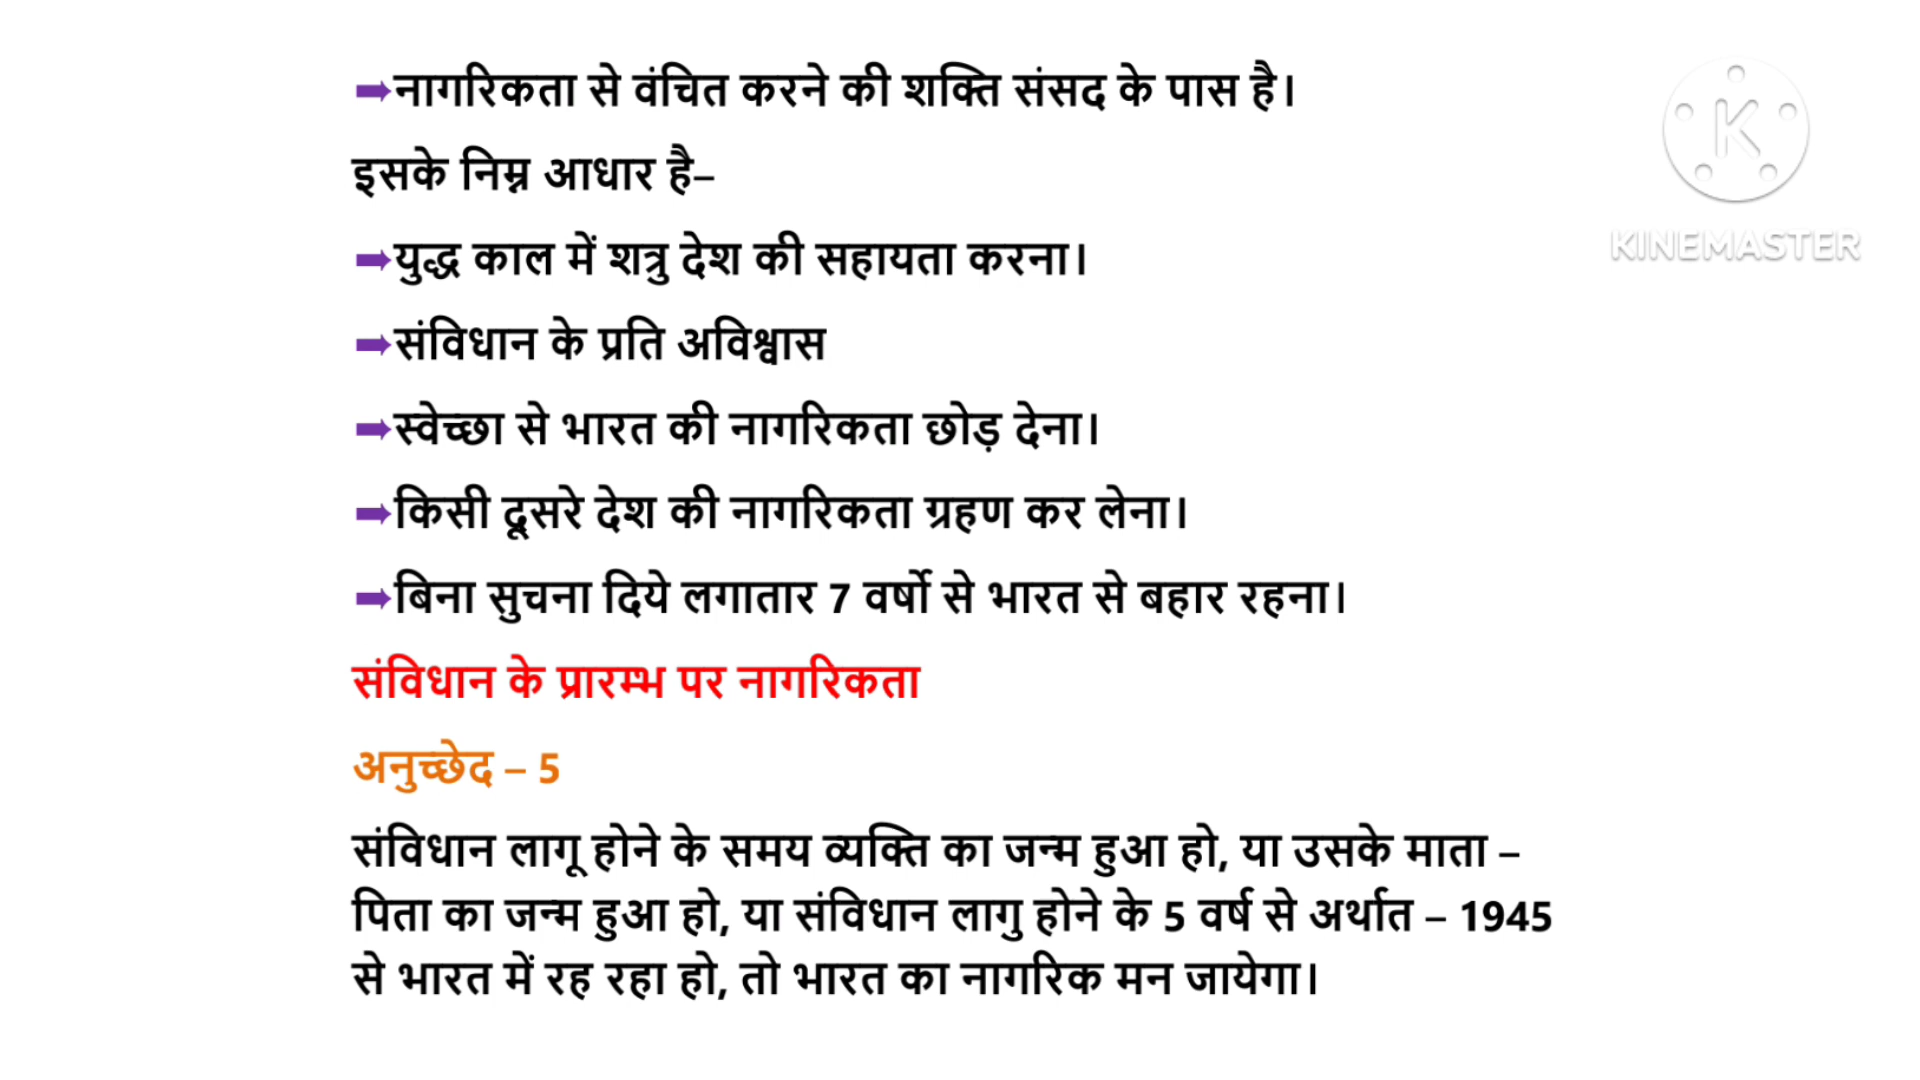 ➡नागरिकता से वंचित करने की शक्ति संसद के पास है।
K
KINEMASTER
इसके निम्न आधार है–
➡युद्ध काल में शत्रु देश की सहायता करना।
➡संविधान के प्रति अविश्वास
➡स्वेच्छा से भारत की नागरिकता छोड़ देना।
➡किसी दूसरे देश की नागरिकता ग्रहण कर लेना।
➡बिना सुचना दिये लगातार 7 वर्षो से भारत से बहार रहना।
संविधान के प्रारम्भ पर नागरिकता
अनुच्छेद – 5
संविधान लागू होने के समय व्यक्ति का जन्म हुआ हो, या उसके माता –
पिता का जन्म हुआ हो, या संविधान लागु होने के 5 वर्ष से अर्थात – 1945
से भारत में रह रहा हो, तो भारत का नागरिक मन जायेगा।